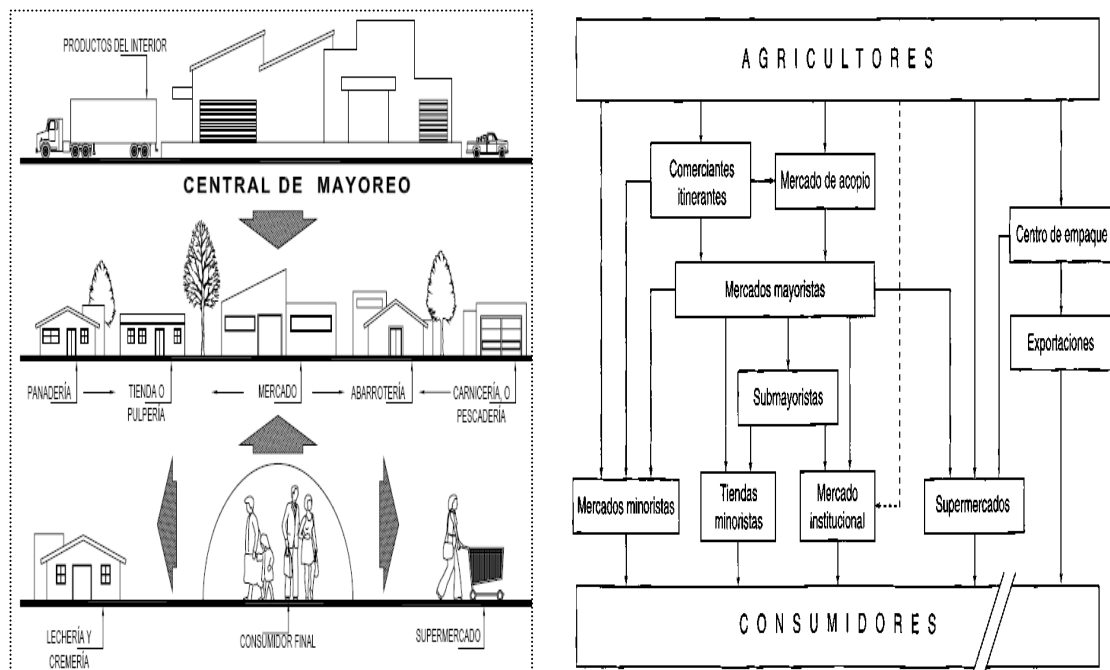 PRODUCTOS DEL INTERIOR
CENTRAL DE MAYOREO
PANADERÍA
TIENDA O
PULPERÍA
MERCADO
ABARROTERÍA
CARNICERÍA, O
PESCADERÍA
LECHERÍA Y
CREMERÍA
CONSUMIDOR FINAL
SUPERMERCADO
AGRICULTORES
Comerciantes
itinerantes
Mercado de acopio
Centro de empaque
Mercados mayoristas
Exportaciones
Submayoristas
Mercados minoristas
Tiendas
minoristas
Mercado
institucional
Supermercados
CONSUMIDORES